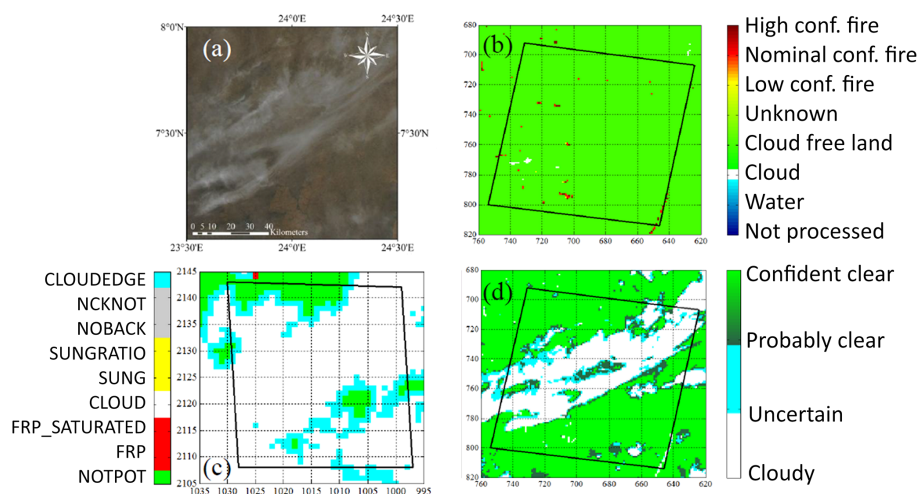 24°0'E 24°30'E
8°0'N
(a)
7°30'N 7°30'N
0 5 10 20 30 40
Kilometers
23°30'E 24°0'E 24°30'E
680
700
720
740
760
780
800
820
(b)
760 740 720 700 680 660 640 620
High conf. fire
Nominal conf. fire
Low conf. fire
Unknown
Cloud free land
Cloud
Water
Not processed
CLOUDEDGE
NCKNOT
NOBACK
SUNGRATIO
SUNG
CLOUD
FRP_SATURATED
FRP
NOTPOT
2145
2140
2135
2130
2125
2120
2115
2110
2105
(c)
1035 1030 1025 1020 1015 1010 1005 1000 995
680
700
720
740
760
780
800
820
(d)
760 740 720 700 680 660 640 620
Confident clear
Probably clear
Uncertain
Cloudy